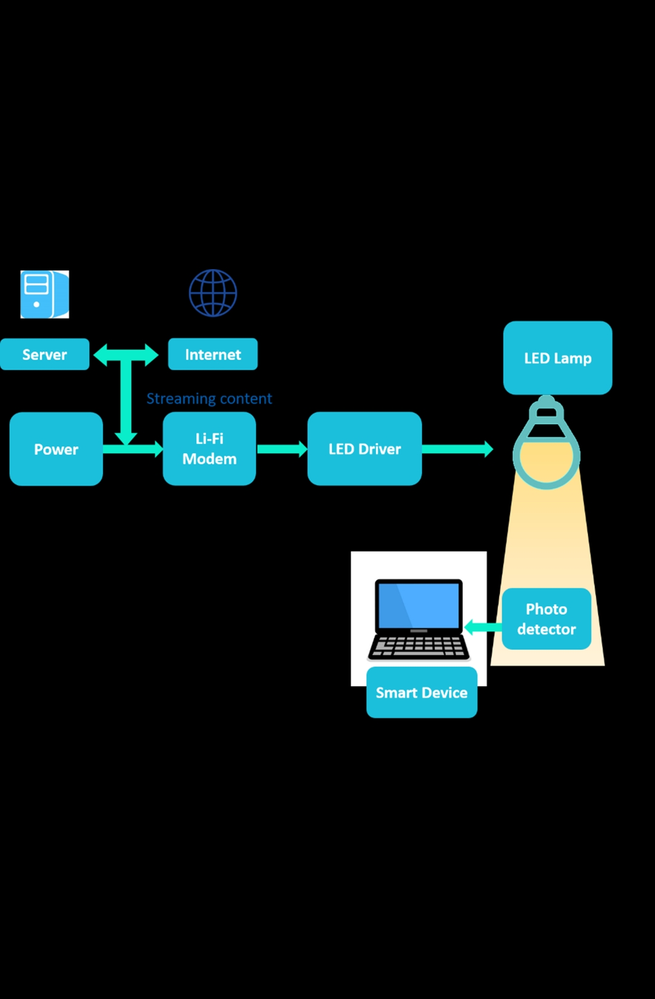 Server
Internet
LED Lamp
Streaming content
Power
Li-Fi
Modem
LED Driver
Photo
detector
Smart Device